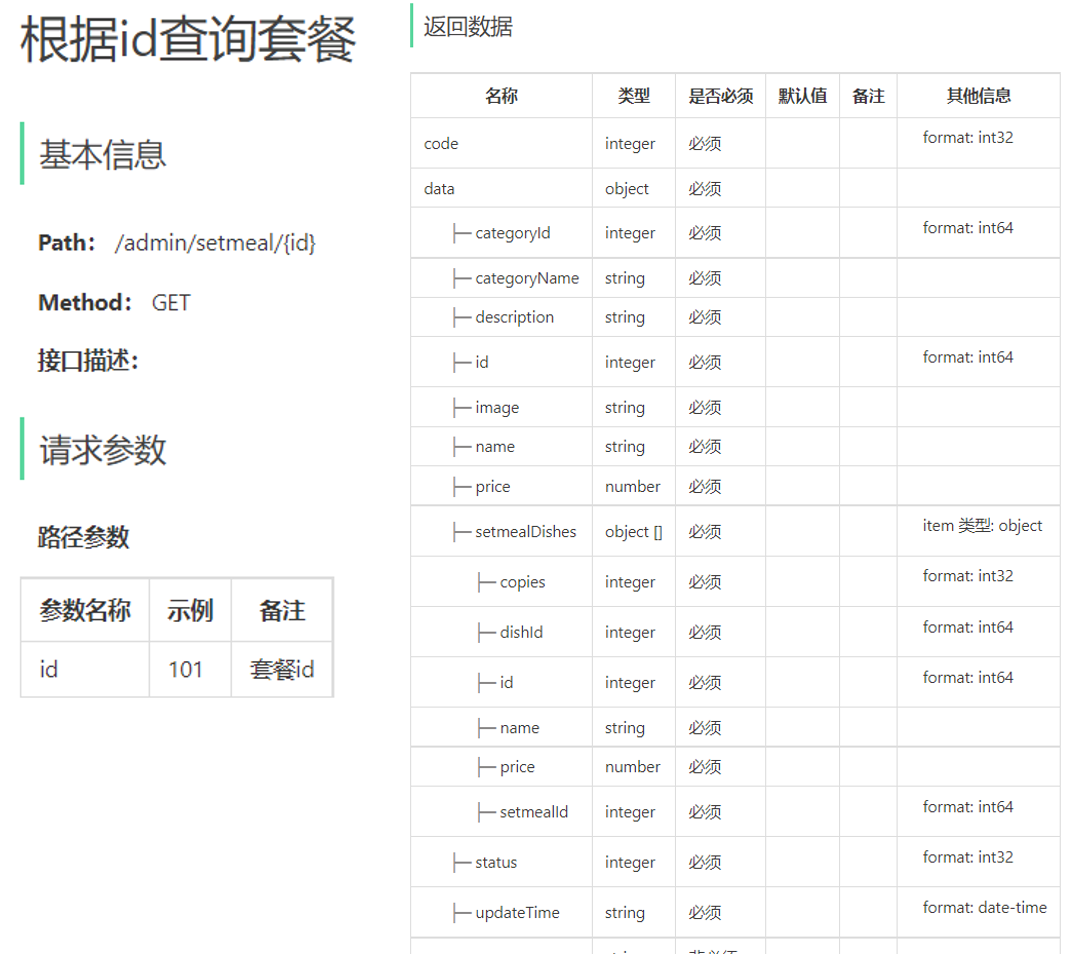 根据id查询套餐
基本信息
Path： /admin/setmeal/{id}
Method： GET
接口描述：
请求参数
路径参数
参数名称 示例 备注
id 101 套餐id
返回数据
名称 类型 是否必须 默认值 备注 其他信息
code integer 必须 format: int32
data object 必须
├─ categoryId integer 必须 format: int64
├─ categoryName string 必须
├─ description string 必须
├─ id integer 必须 format: int64
├─ image string 必须
├─ name string 必须
├─ price number 必须
├─ setmealDishes object [] 必须 item 类型: object
├─ copies integer 必须 format: int32
├─ dishId integer 必须 format: int64
├─ id integer 必须 format: int64
├─ name string 必须
├─ price number 必须
├─ setmealId integer 必须 format: int64
├─ status integer 必须 format: int32
├─ updateTime string 必须 format: date-time